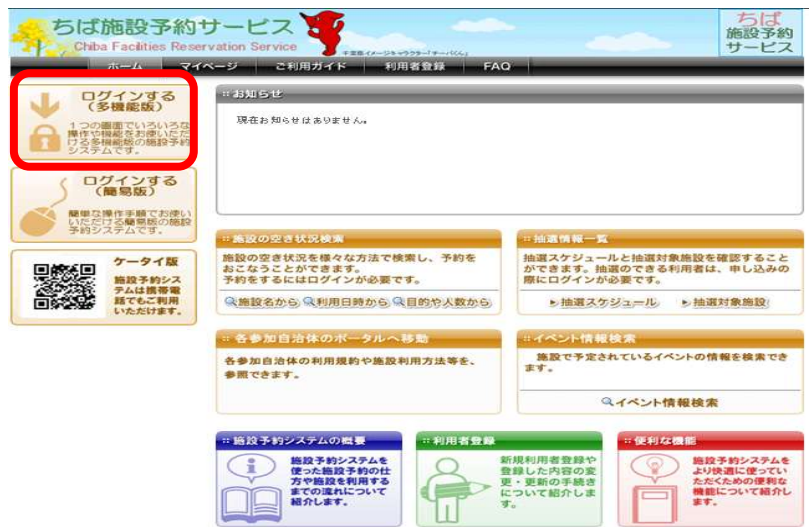 ちば施設予約サービス
Chiba Facilities Reservation Service
千葉県イメージキャラクター「チーバくん」
ちば
施設予約
サービス
ホーム マイページ ご利用ガイド 利用者登録 FAQ
ログインする
(多機能版)
1つの画面でいろいろな
操作や機能をお使いただ
ける多機能版の施設予約
システムです。
ログインする
(簡易版)
簡単な操作手順でお使い
いただける簡易版の施設
予約システムです。
ケータイ版
施設予約シス
テムは携帯電
話でもご利用
いただけます。
お知らせ
現在お知らせはありません。
施設の空き状況検索
施設の空き状況を様々な方法で検索し、予約を
おこなうことができます。
予約をするにはログインが必要です。
施設名から 利用日時から 目的や人数から
抽選情報一覧
抽選スケジュールと抽選対象施設を確認すること
ができます。抽選のできる利用者は、申し込みの
際にログインが必要です。
抽選スケジュール 抽選対象施設
各参加自治体のポータルへ移動
各参加自治体の利用規約や施設利用方法等を、
参照できます。
イベント情報検索
施設で予定されているイベントの情報を検索でき
ます。
イベント情報検索
施設予約システムの概要
施設予約システムを
使った施設予約の仕
方や施設を利用する
までの流れについて
紹介します。
利用者登録
新規利用者登録や
登録した内容の変
更・更新の手続き
について紹介しま
す。
便利な機能
施設予約システムを
より快適に使ってい
ただくための便利な
機能について紹介し
ます。